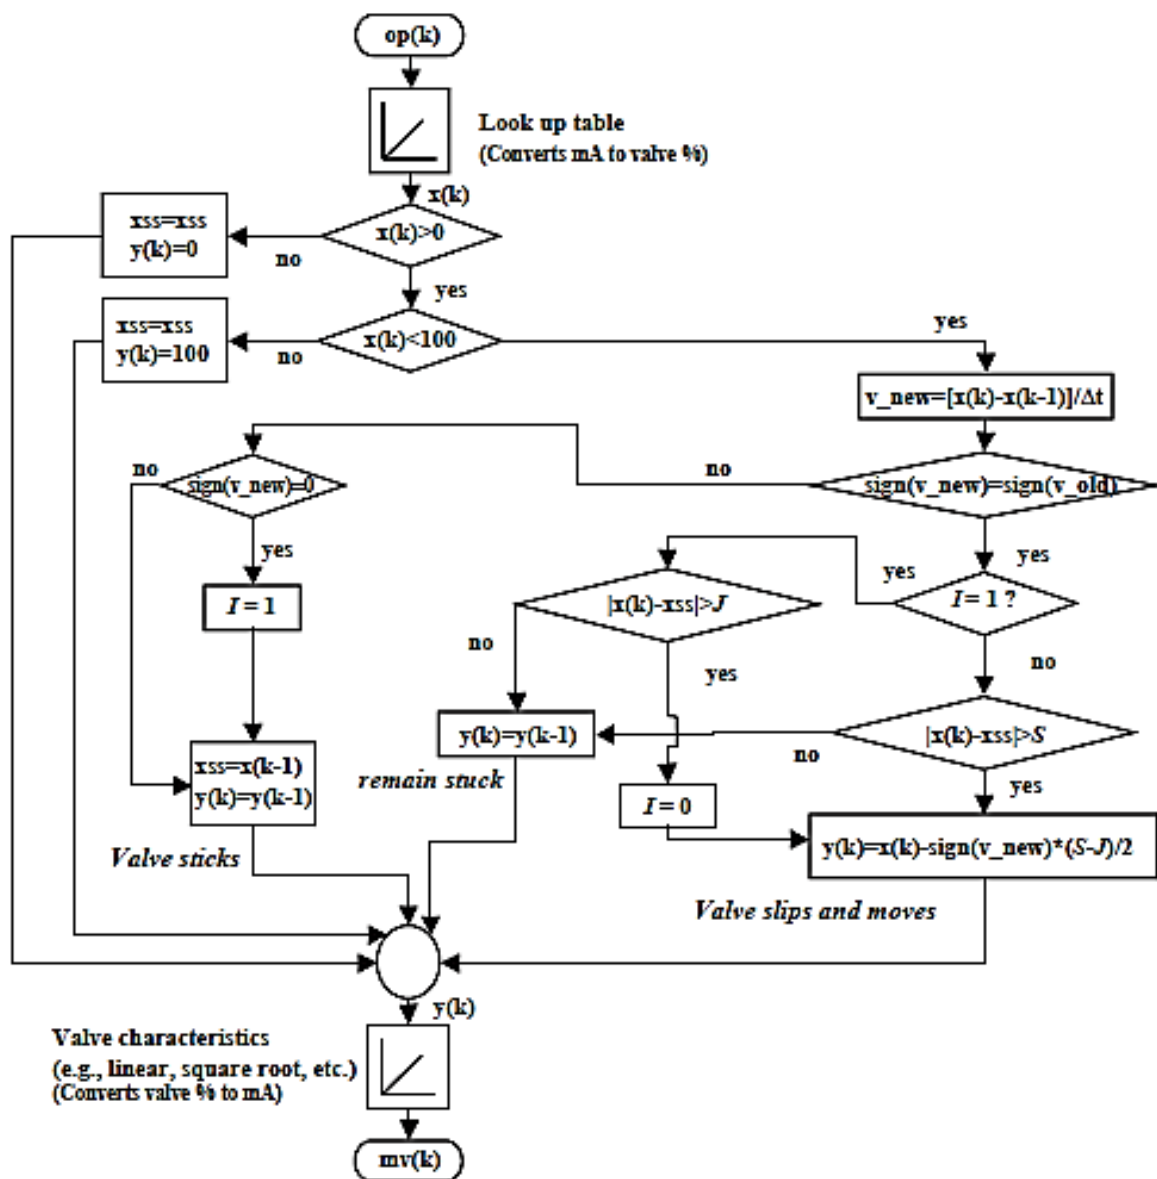 op(k)
Look up table
(Converts mA to valve %)
x(k)
xss=xss
y(k)=0
no
x(k)>0
yes
xss=xss
y(k)=100
no
x(k)<100
yes
v_new=[x(k)-x(k-1)]/Δt
no
sign(v_new)=0
no
sign(v_new)=sign(v_old)
yes
yes
yes
yes
I = 1
|x(k)-xss|>J
I = 1 ?
no
yes
no
xss=x(k-1)
y(k)=y(k-1)
y(k)=y(k-1)
|x(k)-xss|>S
remain stuck
no
yes
I = 0
Valve sticks
y(k)=x(k)-sign(v_new)*(S-J)/2
Valve slips and moves
y(k)
Valve characteristics
(e.g., linear, square root, etc.)
(Converts valve % to mA)
mv(k)